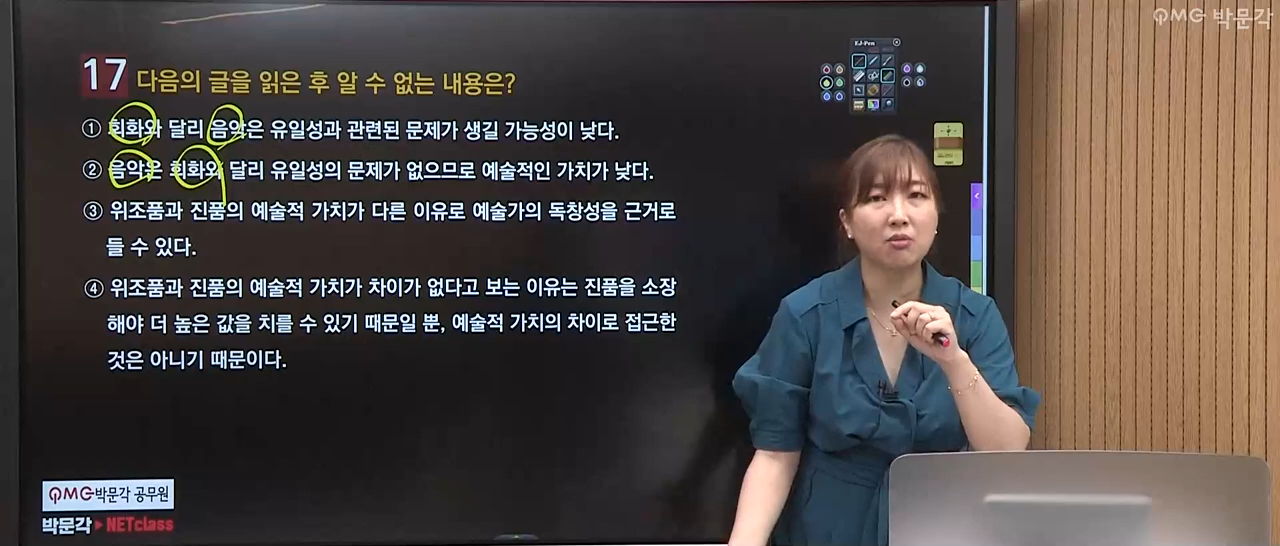 QMG 박문각
17 다음의 글을 읽은 후 알 수 없는 내용은?
① 회화와 달리 음악은 유일성과 관련된 문제가 생길 가능성이 낮다.
② 음악은 회화와 달리 유일성의 문제가 없으므로 예술적인 가치가 낮다.
③ 위조품과 진품의 예술적 가치가 다른 이유로 예술가의 독창성을 근거로
들 수 있다.
④ 위조품과 진품의 예술적 가치가 차이가 없다고 보는 이유는 진품을 소장
해야 더 높은 값을 치를 수 있기 때문일 뿐, 예술적 가치의 차이로 접근한
것은 아니기 때문이다.
EJ-Pen
QMG박문각 공무원
박문각 ▶ NETclass